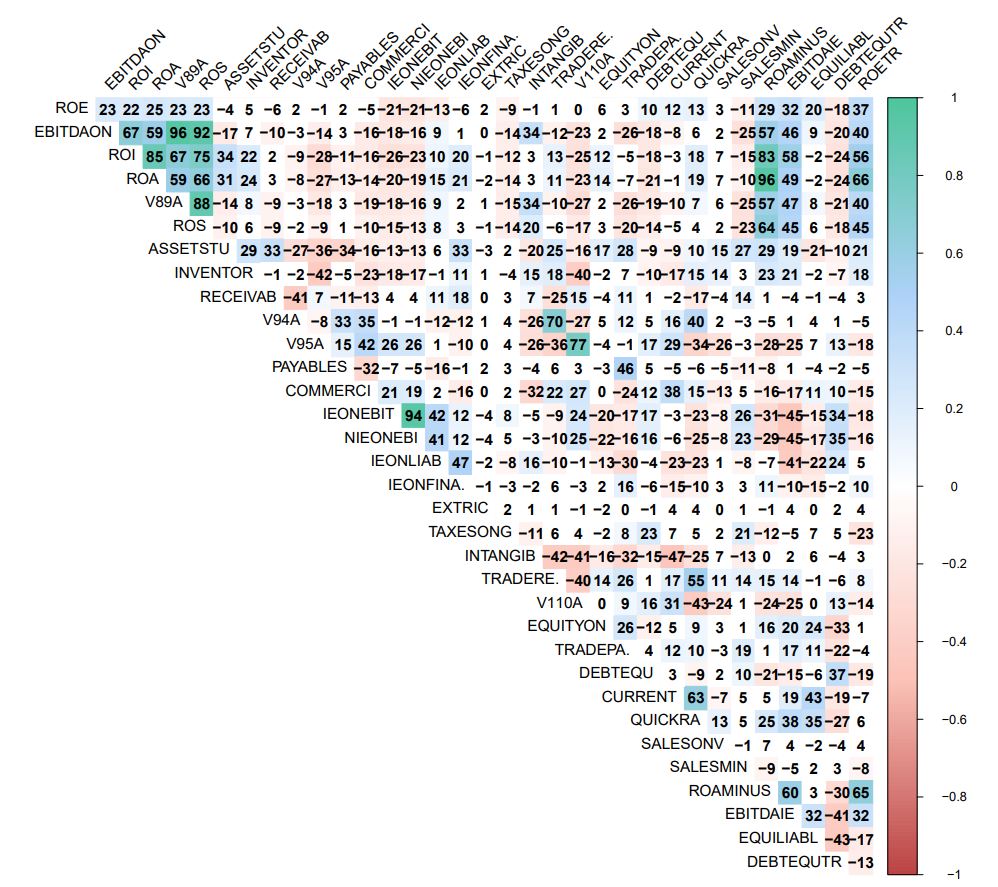 EBITDAON ROI ROA V89A ROS ASSETSTU INVENTOR RECEIVAB V94A V95A PAYABLES COMMERCI IEONEBIT NIEONEBI IEONLIAB IEONFINA. EXTRIC TAXESONG INTANGIB TRADERE. V110A EQUITYON TRADEPA. DEBTEQU CURRENT QUICKRA SALESONV SALESMIN ROAMINUS EBITDAIE EQUILIABL DEBTEQUTR ROETR
ROE 23 22 25 23 23 −4 5 −6 2 −1 2 −5 −21 −21 −13 −6 2 −9 −1 1 0 6 3 10 12 13 3 −11 29 32 20 −18 37
EBITDAON 67 59 96 92 −17 7 −10 −3 −14 3 −16 −18 −16 9 1 0 −14 34 −12 −23 2 −26 −18 −8 6 2 −25 57 46 9 −20 40
ROI 85 67 75 34 22 2 −9 −28 −11 −16 −26 −23 10 20 −1 −12 3 13 −25 12 −5 −18 −3 18 7 −15 83 58 −2 −24 56
ROA 59 66 31 24 3 −8 −27 −13 −14 −20 −19 15 21 −2 −14 3 11 −23 14 −7 −21 −1 19 7 −10 96 49 −2 −24 66
V89A 88 −14 8 −9 −3 −18 3 −19 −18 −16 9 2 1 −15 34 −10 −27 2 −26 −19 −10 7 6 −25 57 47 8 −21 40
ROS −10 6 −9 −3 −9 1 −10 −15 −13 8 3 −1 −14 20 −6 −17 3 −20 −14 −5 4 2 −23 64 45 6 −18 45
ASSETSTU 29 33 −27 −36 −34 −16 −13 −13 6 33 −3 −2 −20 25 −16 17 28 −9 −9 10 15 27 29 19 −21 −10 21
INVENTOR −1 −2 −42 −5 −23 −18 −17 −1 11 1 −4 15 18 −40 −2 7 −10 −17 15 14 3 23 21 −2 −7 18
RECEIVAB −41 7 −11 −13 4 4 11 18 0 3 7 −25 15 −4 11 1 −2 −17 −4 14 1 −4 −1 −4 3
V94A −8 33 35 −1 −1 −12 −12 1 4 −26 70 −27 5 12 5 16 40 2 −3 −5 1 4 1 −5
V95A 15 42 26 26 1 −10 0 4 −26 −36 77 −4 −1 17 29 −34 −26 −3 −28 −25 7 13 −18
PAYABLES −32 −7 −5 −16 −1 2 3 −4 6 3 −3 46 5 −5 −6 −5 −11 −8 1 −4 −2 −5
COMMERCI 21 19 2 −16 0 2 −32 22 27 0 −24 12 38 15 −13 5 −16 −17 11 10 −15
IEONEBIT 94 42 12 −4 8 −5 −9 24 −20 −17 17 −3 −23 −8 26 −31 −45 −15 34 −18
NIEONEBI 41 12 −4 5 −3 −10 25 −22 −16 16 −6 −25 −8 23 −29 −45 −17 35 −16
IEONLIAB 47 −2 −8 16 −10 −1 −13 −30 −4 −23 −23 1 −8 −7 −41 −22 24 5
IEONFINA. −1 −3 −2 6 −3 2 16 −6 −15 −10 3 3 11 −10 −15 −2 10
EXTRIC 2 1 1 −1 −2 0 −1 4 4 0 1 −1 4 0 2 4
TAXESONG −11 6 4 −2 8 23 7 5 2 21 −12 −5 7 5 −23
INTANGIB −42 −41 −16 −32 −15 −47 −25 7 −13 0 2 6 −4 3
TRADERE. −40 14 26 1 17 55 11 14 15 14 −1 −6 8
V110A 0 9 16 31 −43 −24 1 −24 −25 0 13 −14
EQUITYON 26 −12 5 9 3 1 16 20 24 −33 1
TRADEPA. 4 12 10 −3 19 1 17 11 −22 −4
DEBTEQU 3 −9 2 10 −21 −15 −6 37 −19
CURRENT 63 −7 5 5 19 43 −19 −7
QUICKRA 13 5 25 38 35 −27 6
SALESONV −1 7 4 −2 −4 4
SALESMIN −9 −5 2 3 −8
ROAMINUS 60 3 −30 65
EBITDAIE 32 −41 32
EQUILIABL −43 −17
DEBTEQUTR −13
1
0.8
0.6
0.4
0.2
0
−0.2
−0.4
−0.6
−0.8
−1